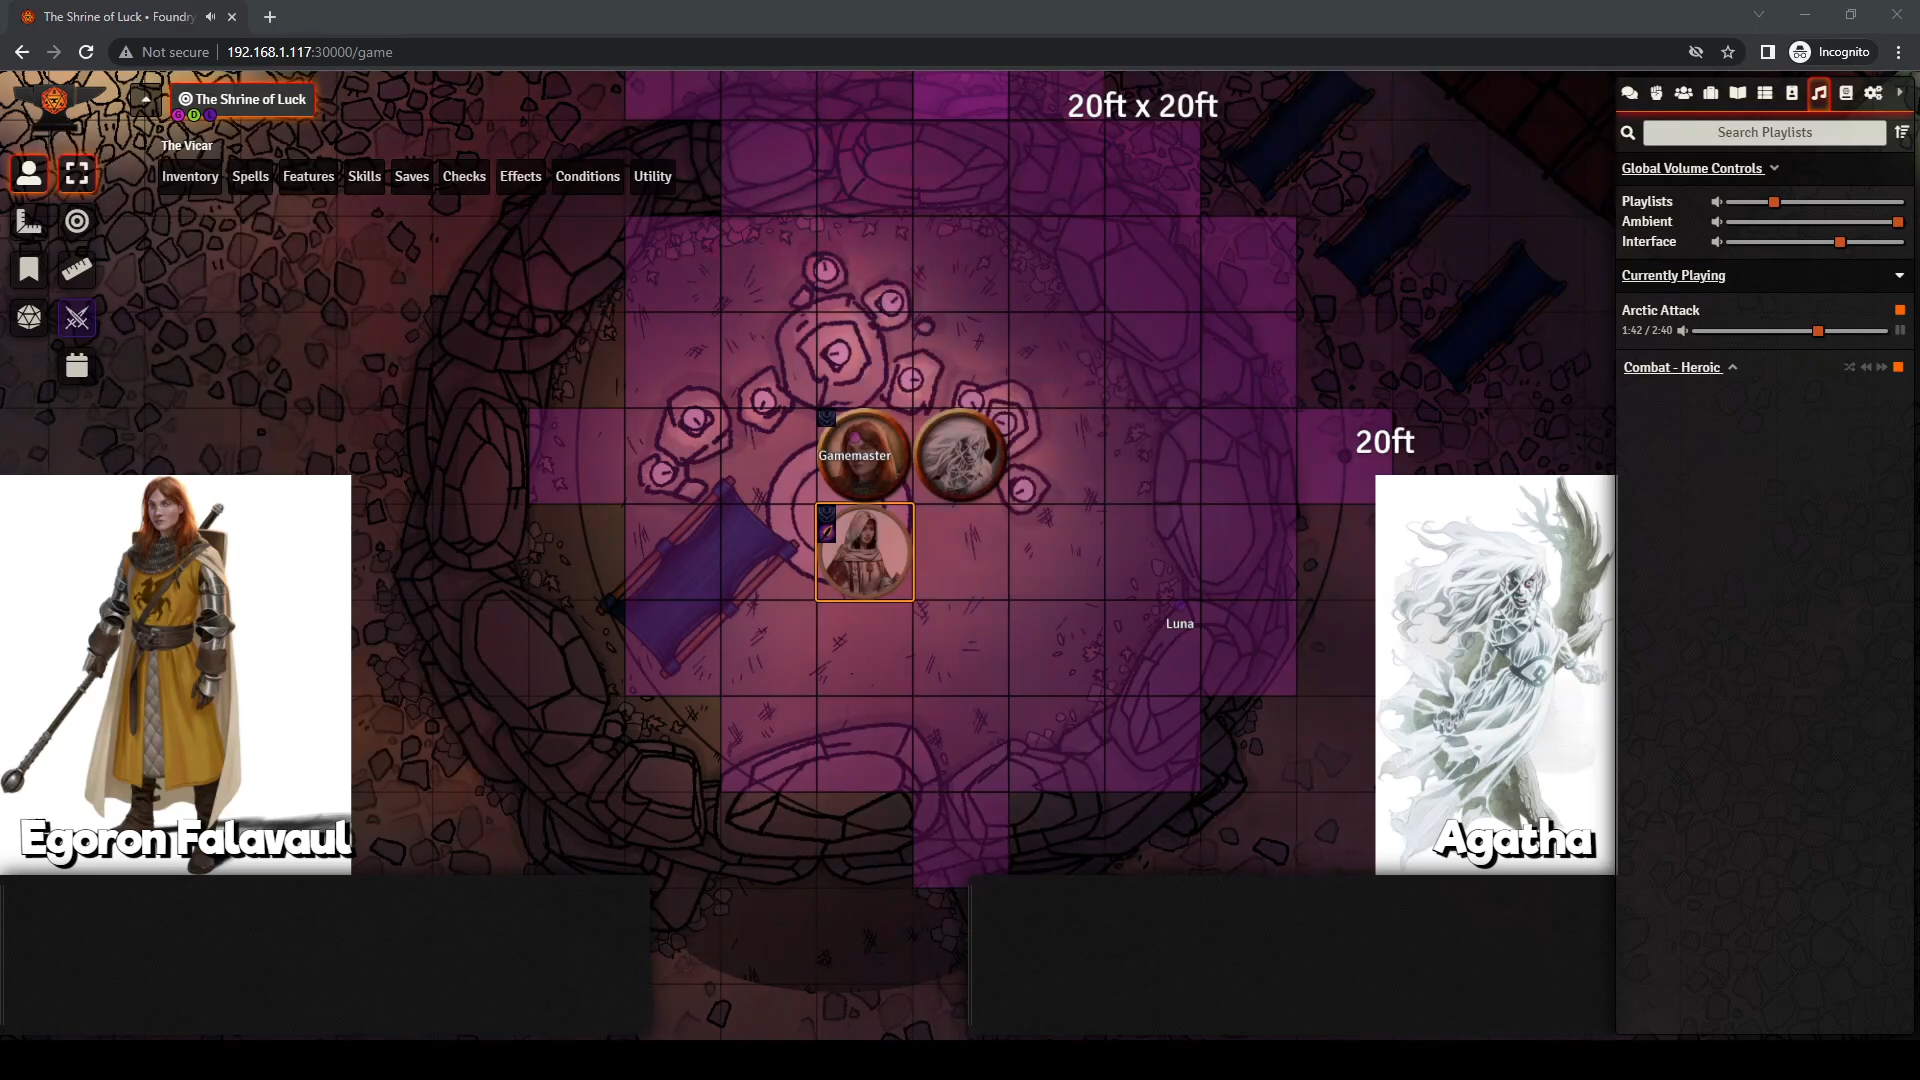 The Shrine of Luck • Foundry
Not secure
192.168.1.117:30000/game
Incognito
The Shrine of Luck
G D L
The Vicar
Inventory Spells Features Skills Saves Checks Effects Conditions Utility
20ft x 20ft
20ft
Gamemaster
Luna
Egoron Falavaul
Agatha
Search Playlists
Global Volume Controls
Playlists
Ambient
Interface
Currently Playing
Arctic Attack
1:42 / 2:40
Combat - Heroic